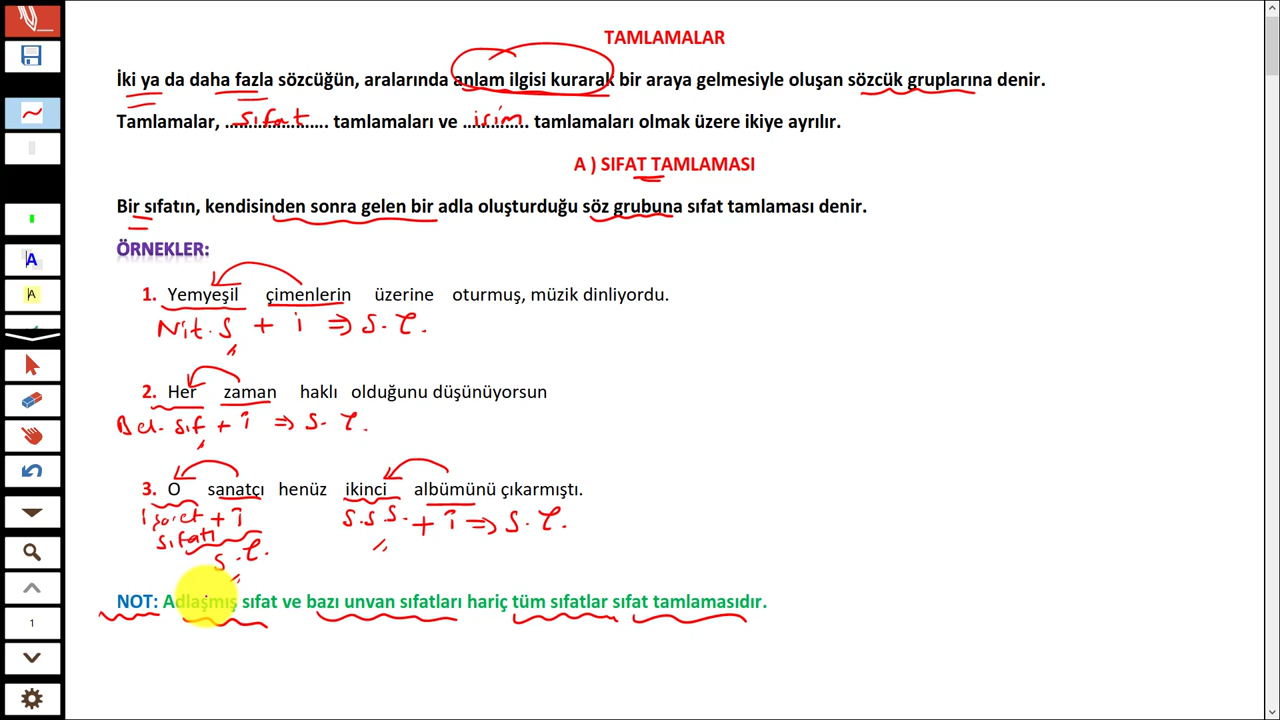 TAMLAMALAR
İki ya da daha fazla sözcüğün, aralarında anlam ilgisi kurarak bir araya gelmesiyle oluşan sözcük gruplarına denir.
Tamlamalar, sıfat tamlamaları ve isim tamlamaları olmak üzere ikiye ayrılır.
A ) SIFAT TAMLAMASI
Bir sıfatın, kendisinden sonra gelen bir adla oluşturduğu söz grubuna sıfat tamlaması denir.
ÖRNEKLER:
1. Yemyeşil çimenlerin üzerine oturmuş, müzik dinliyordu.
Nit. S + i ⇒ S. T.
2. Her zaman haklı olduğunu düşünüyorsun
Bel. sıf + i ⇒ S. T.
3. O sanatçı henüz ikinci albümünü çıkarmıştı.
işaret + i S.S.S. + i ⇒ S. T.
sıfatı
S. T.
NOT: Adlaşmış sıfat ve bazı unvan sıfatları hariç tüm sıfatlar sıfat tamlamasıdır.
A
A
1